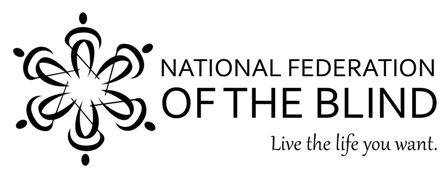 NATIONAL FEDERATION
OF THE BLIND
Live the life you want.